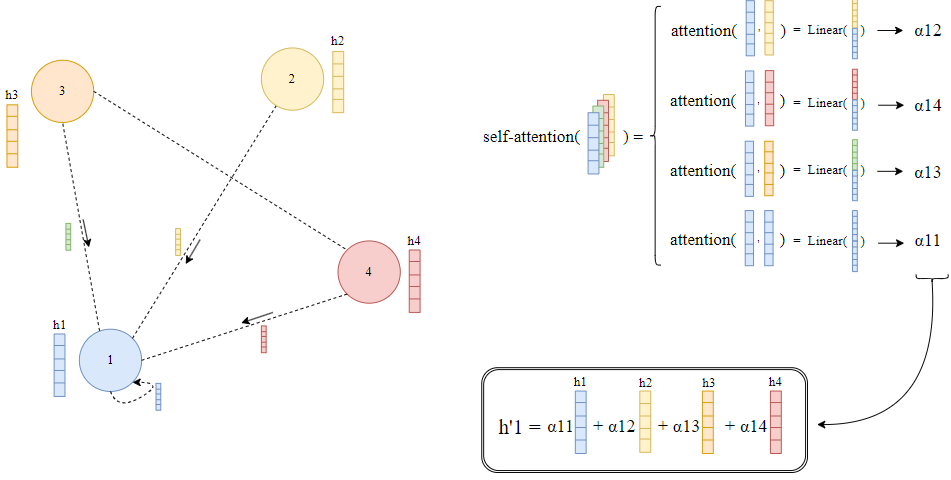 h2
2
3
h3
h4
4
h1
1
attention( , ) = Linear( ) α12
attention( , ) = Linear( ) α14
self-attention( ) =
attention( , ) = Linear( ) α13
attention( , ) = Linear( ) α11
h1 h2 h3 h4
h'1 = α11 + α12 + α13 + α14